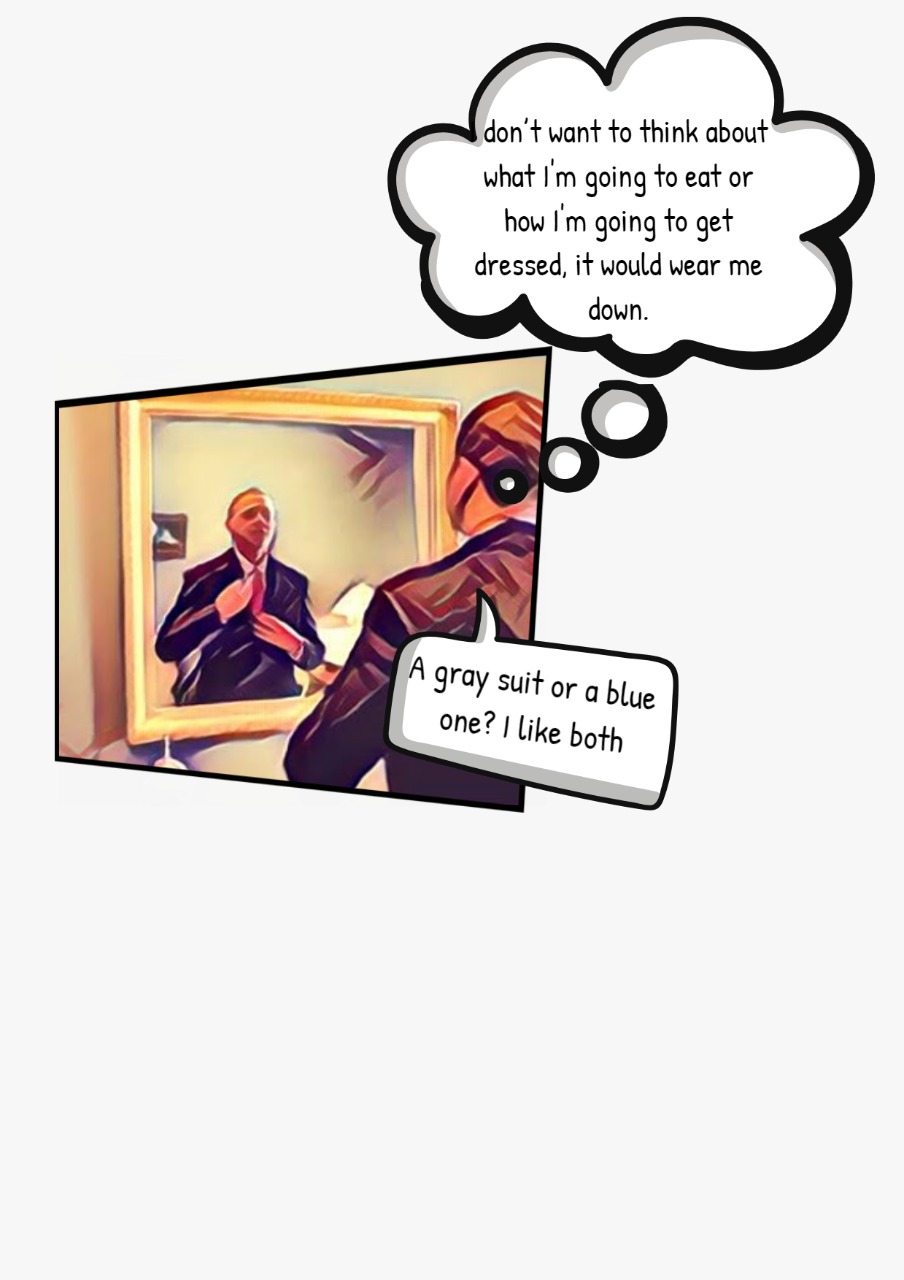 don't want to think about
what I'm going to eat or
how I'm going to get
dressed, it would wear me
down.
A gray suit or a blue
one? I like both